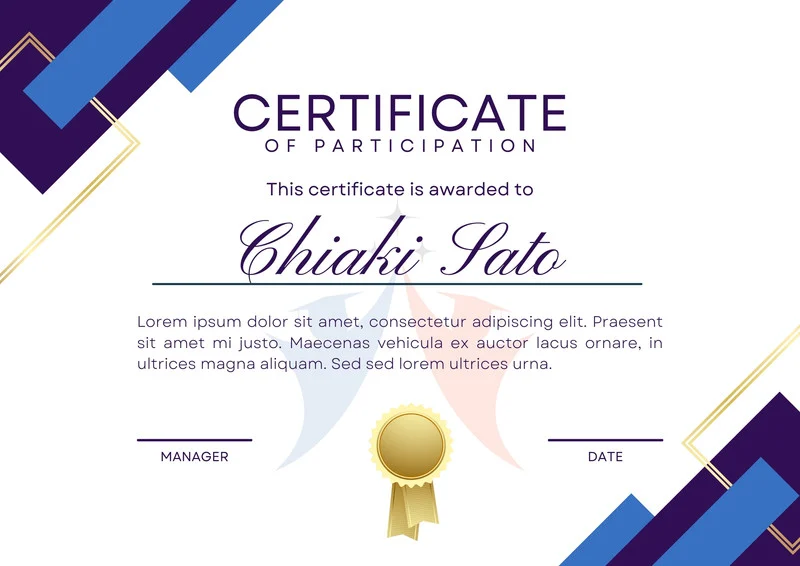 CERTIFICATE
OF PARTICIPATION
This certificate is awarded to
Chiaki Sato
Lorem ipsum dolor sit amet, consectetur adipiscing elit. Praesent
sit amet mi justo. Maecenas vehicula ex auctor lacus ornare, in
ultrices magna aliquam. Sed sed lorem ultrices urna.
MANAGER
DATE